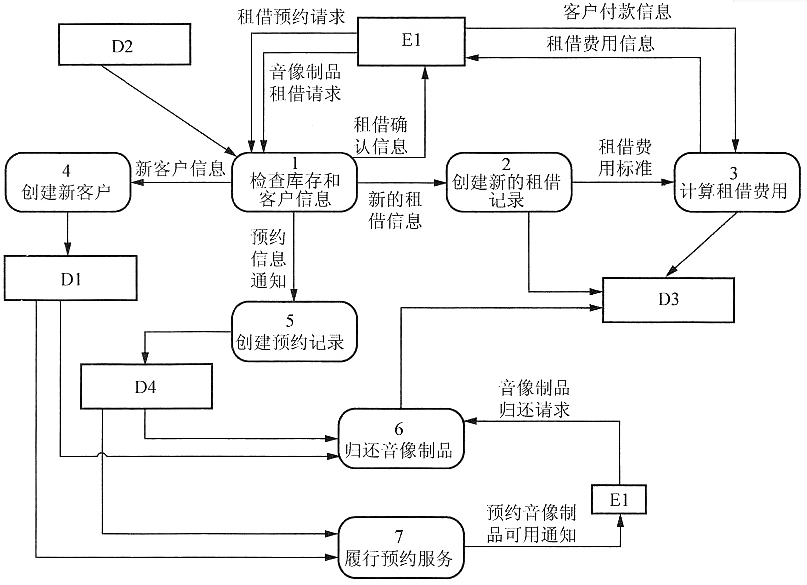 租借预约请求
E1
客户付款信息
租借费用信息
D2
音像制品
租借请求
租借确
认信息
4
创建新客户
新客户信息
1
检查库存和
客户信息
新的租
借信息
2
创建新的租借
记录
租借费
用标准
3
计算租借费用
预约
信息
通知
D1
D3
5
创建预约记录
D4
音像制品
归还请求
6
归还音像制品
E1
7
履行预约服务
预约音像制
品可用通知